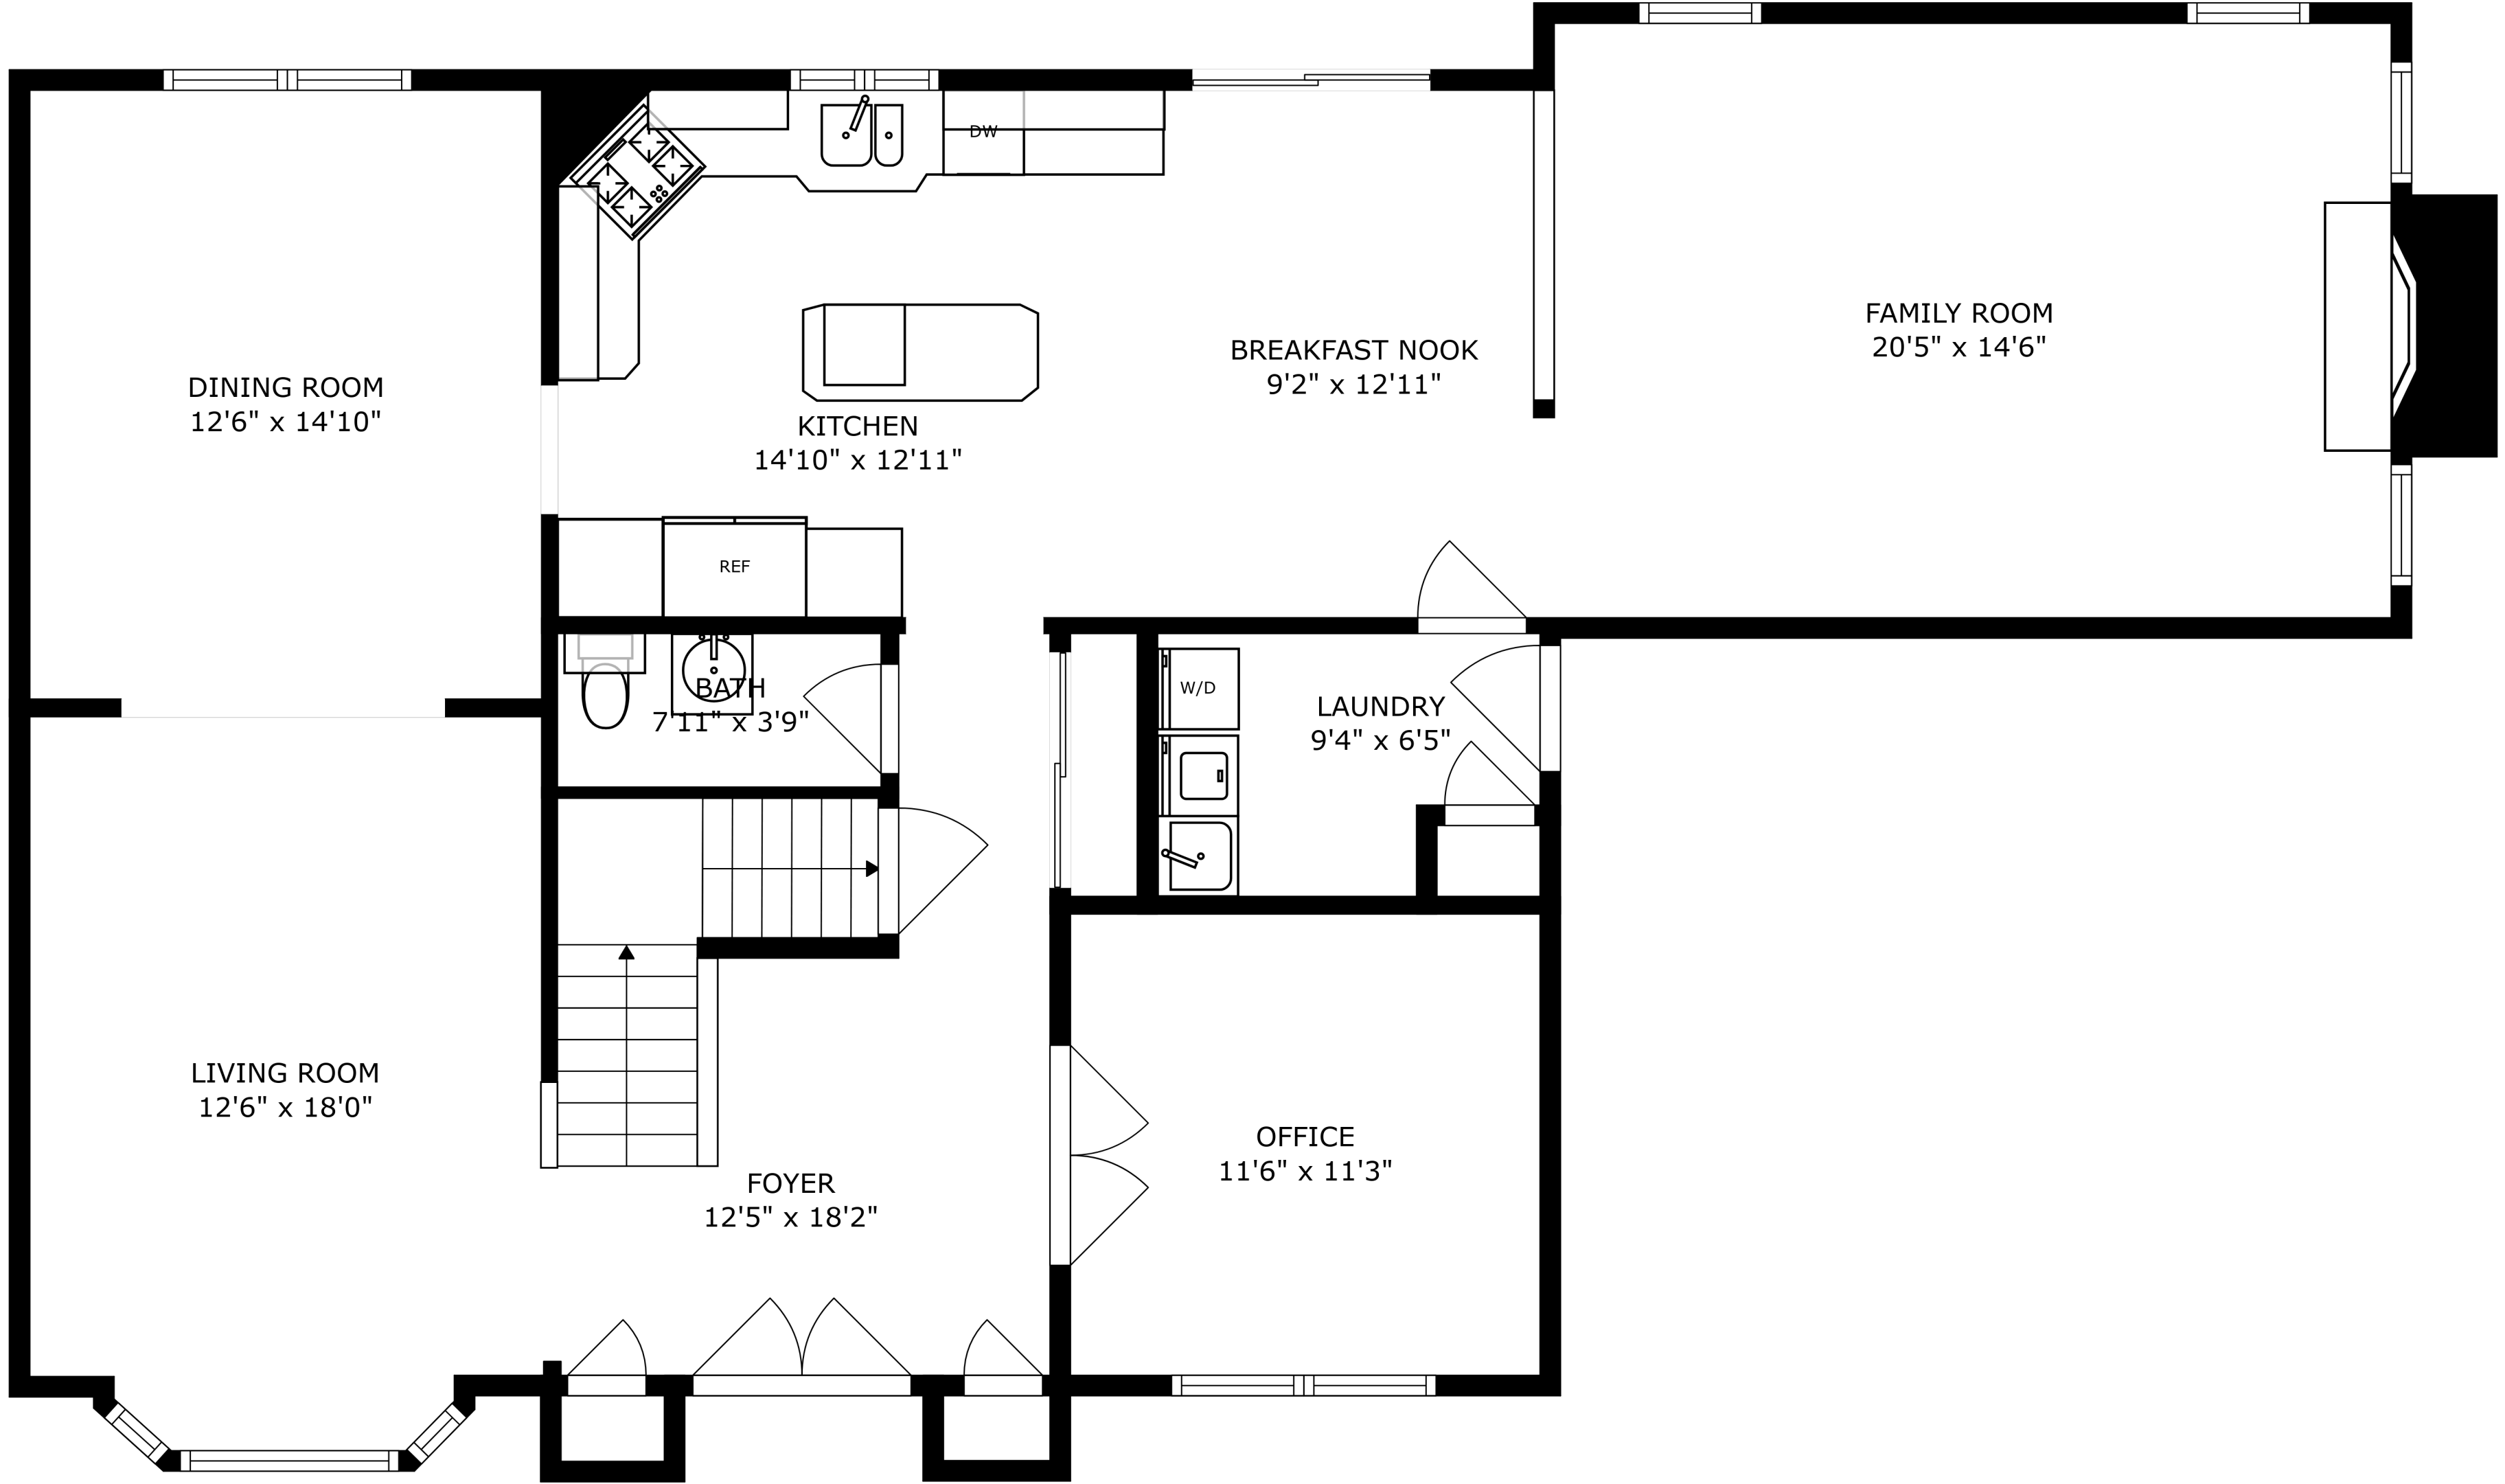 DW
FAMILY ROOM
20'5" x 14'6"
BREAKFAST NOOK
9'2" x 12'11"
DINING ROOM
12'6" x 14'10"
KITCHEN
14'10" x 12'11"
REF
BATH
7'11" x 3'9"
W/D
LAUNDRY
9'4" x 6'5"
LIVING ROOM
12'6" x 18'0"
OFFICE
11'6" x 11'3"
FOYER
12'5" x 18'2"